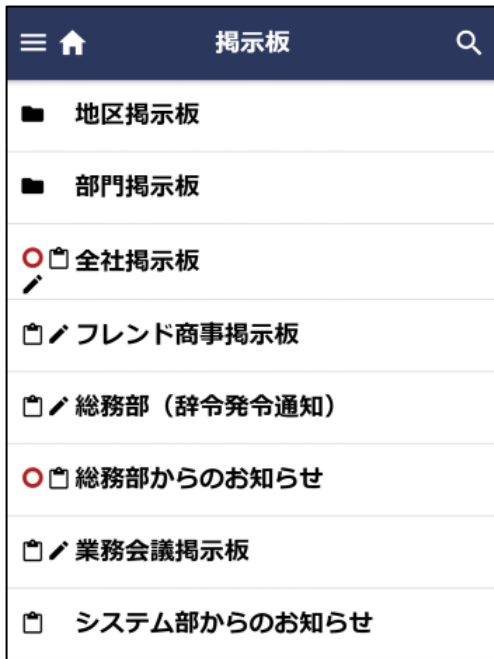 掲示板
地区掲示板
部門掲示板
全社掲示板
フレンド商事掲示板
総務部（辞令発令通知）
総務部からのお知らせ
業務会議掲示板
システム部からのお知らせ